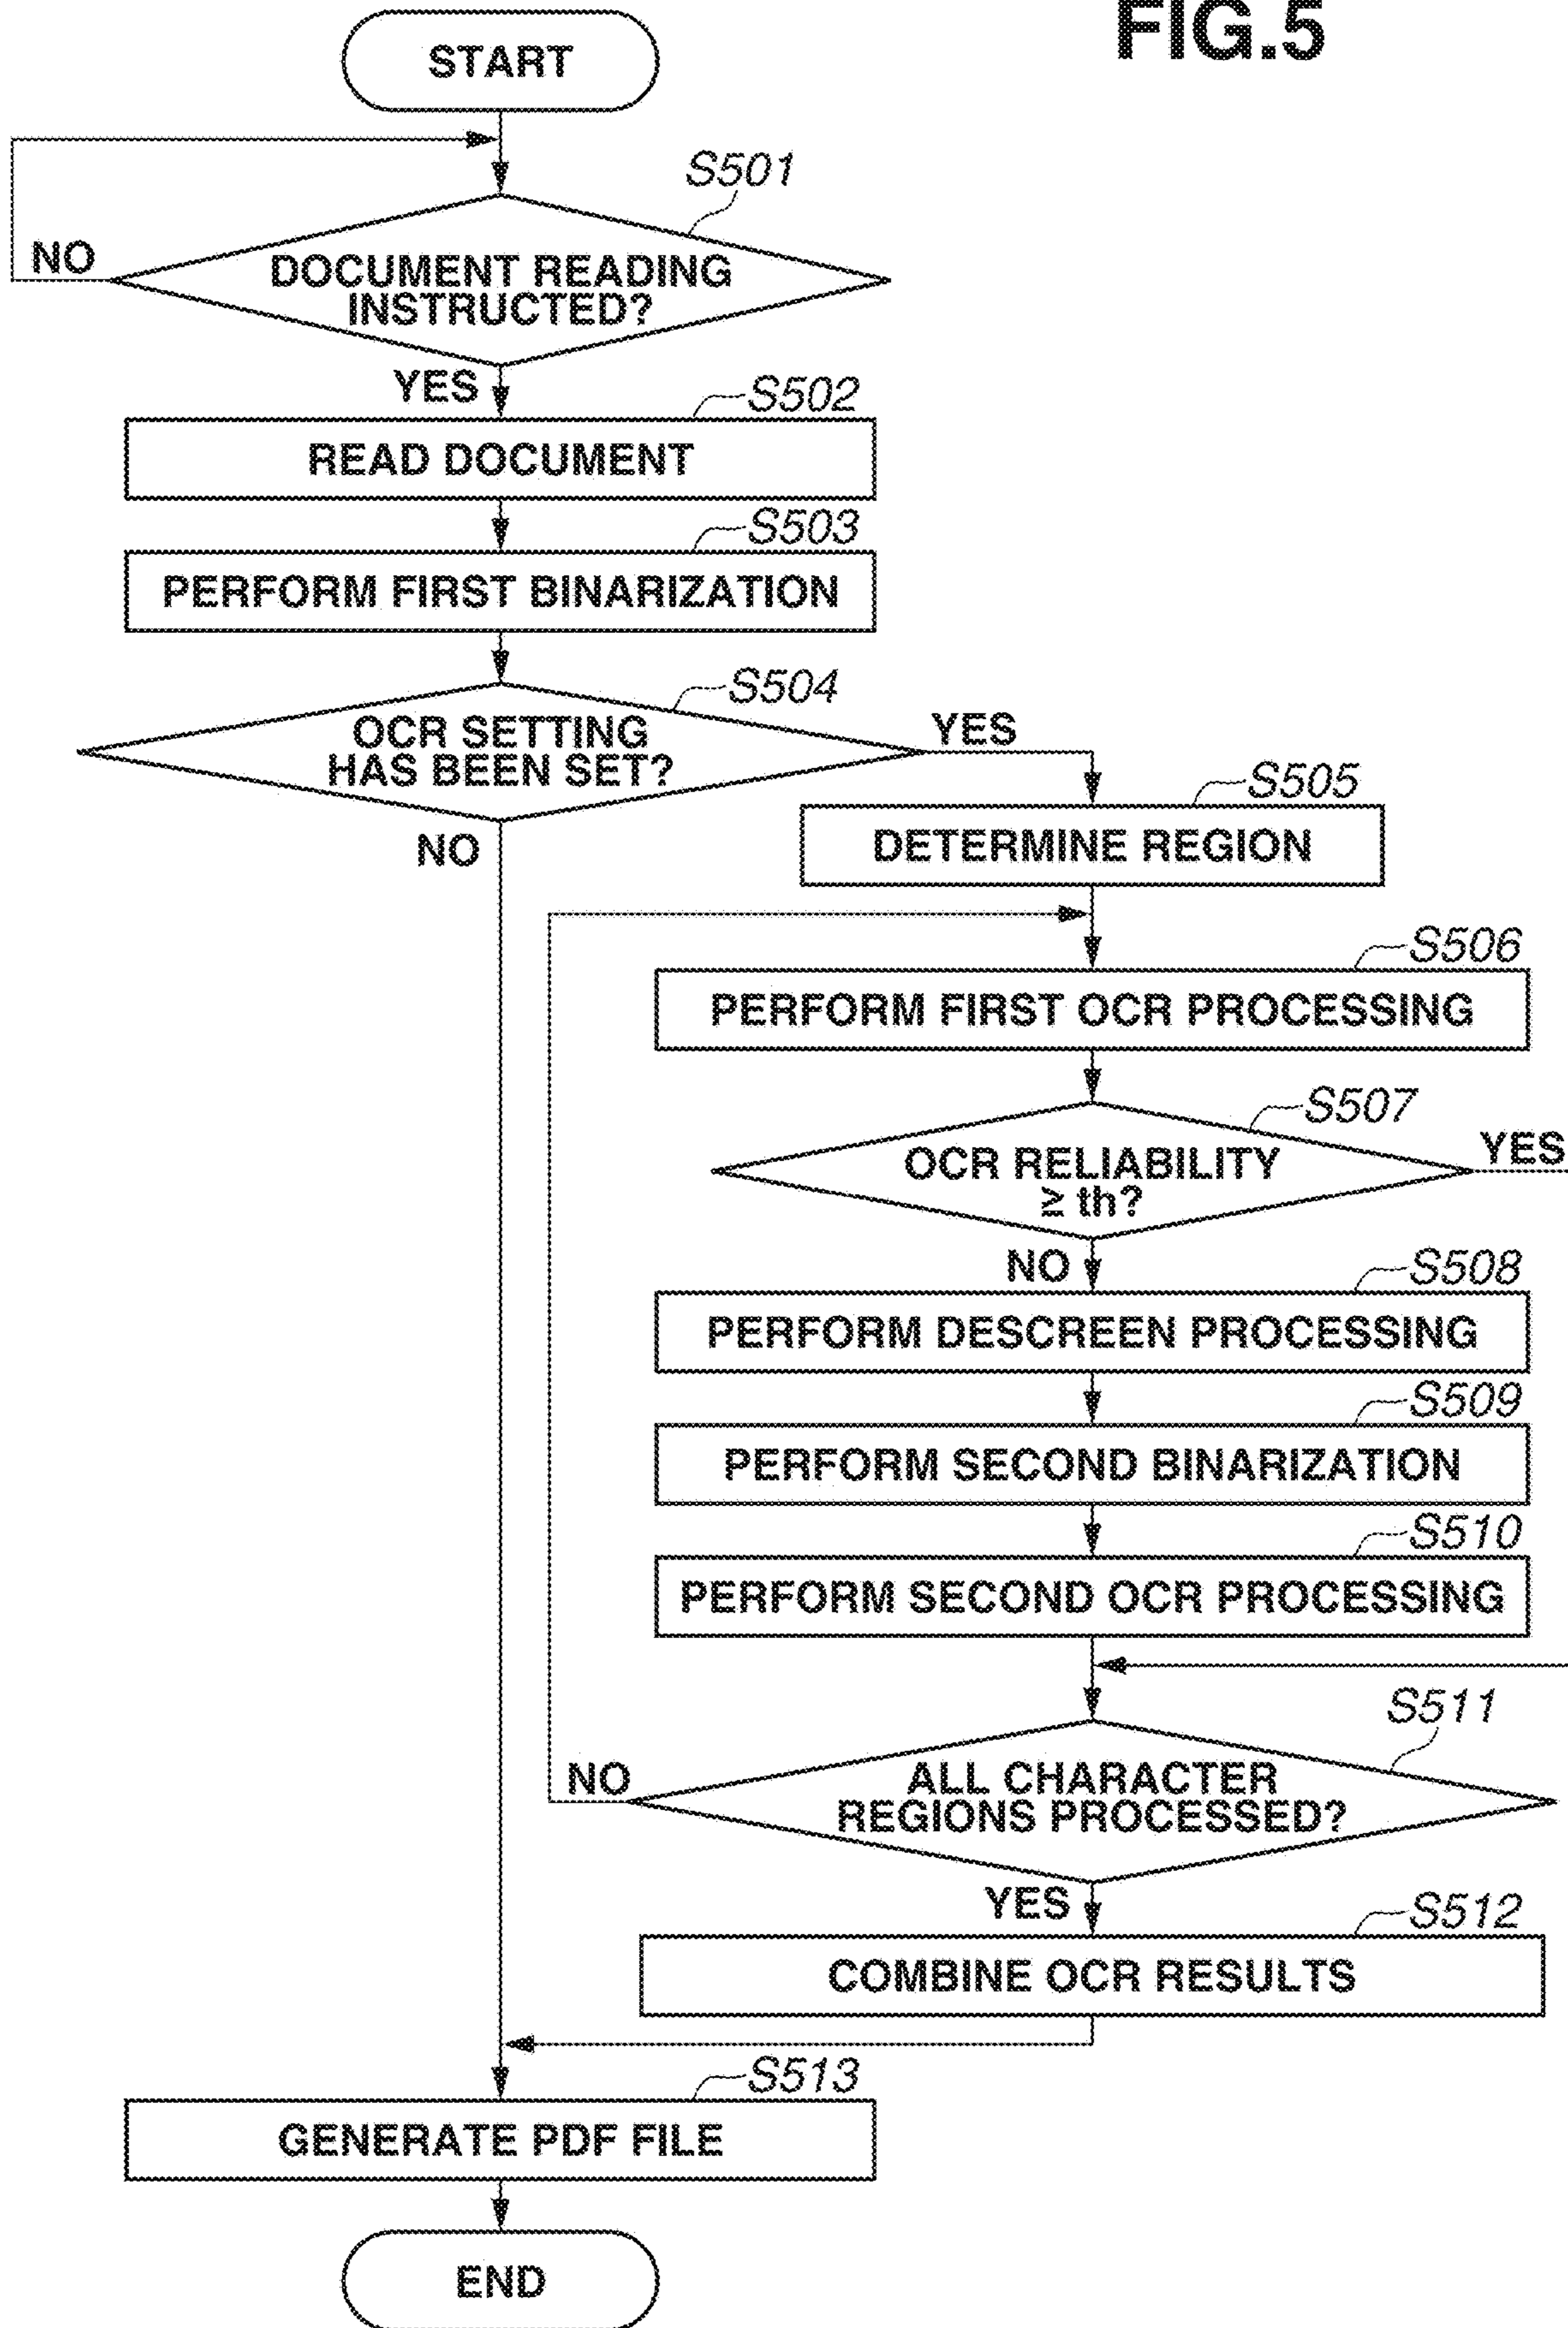 FIG.5
START
S501
NO
DOCUMENT READING
INSTRUCTED?
YES
S502
READ DOCUMENT
S503
PERFORM FIRST BINARIZATION
S504
OCR SETTING
HAS BEEN SET?
YES
NO
S505
DETERMINE REGION
S506
PERFORM FIRST OCR PROCESSING
S507
OCR RELIABILITY
≥ th?
YES
NO
S508
PERFORM DESCREEN PROCESSING
S509
PERFORM SECOND BINARIZATION
S510
PERFORM SECOND OCR PROCESSING
S511
NO
ALL CHARACTER
REGIONS PROCESSED?
YES
S512
COMBINE OCR RESULTS
S513
GENERATE PDF FILE
END